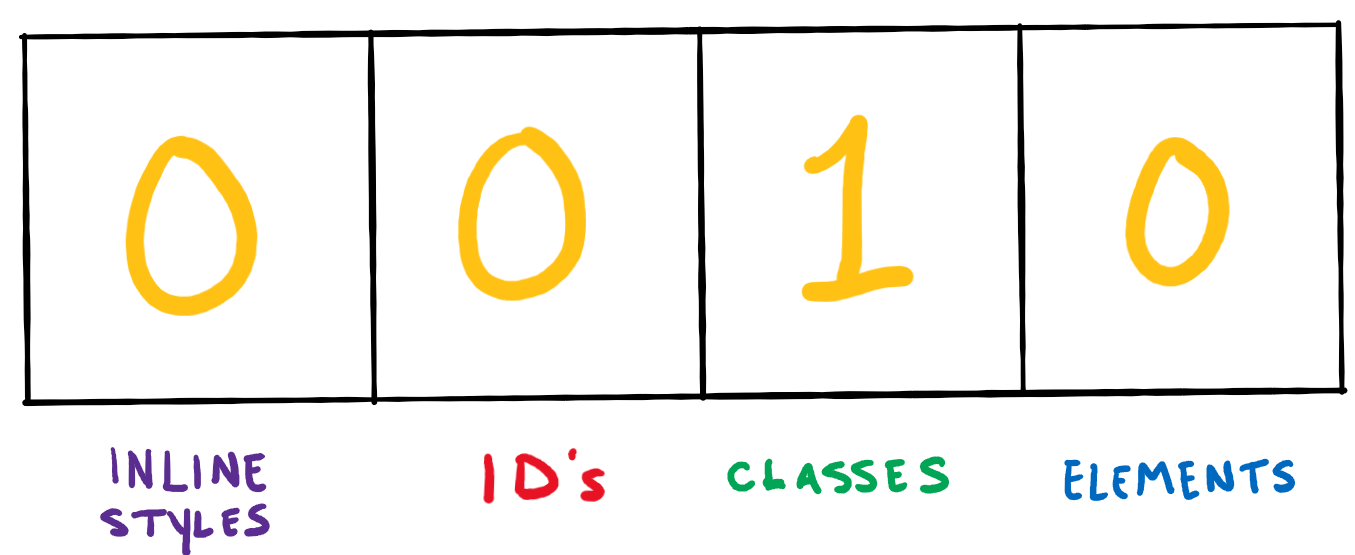 0 0 1 0
INLINE STYLES
ID's
CLASSES
ELEMENTS